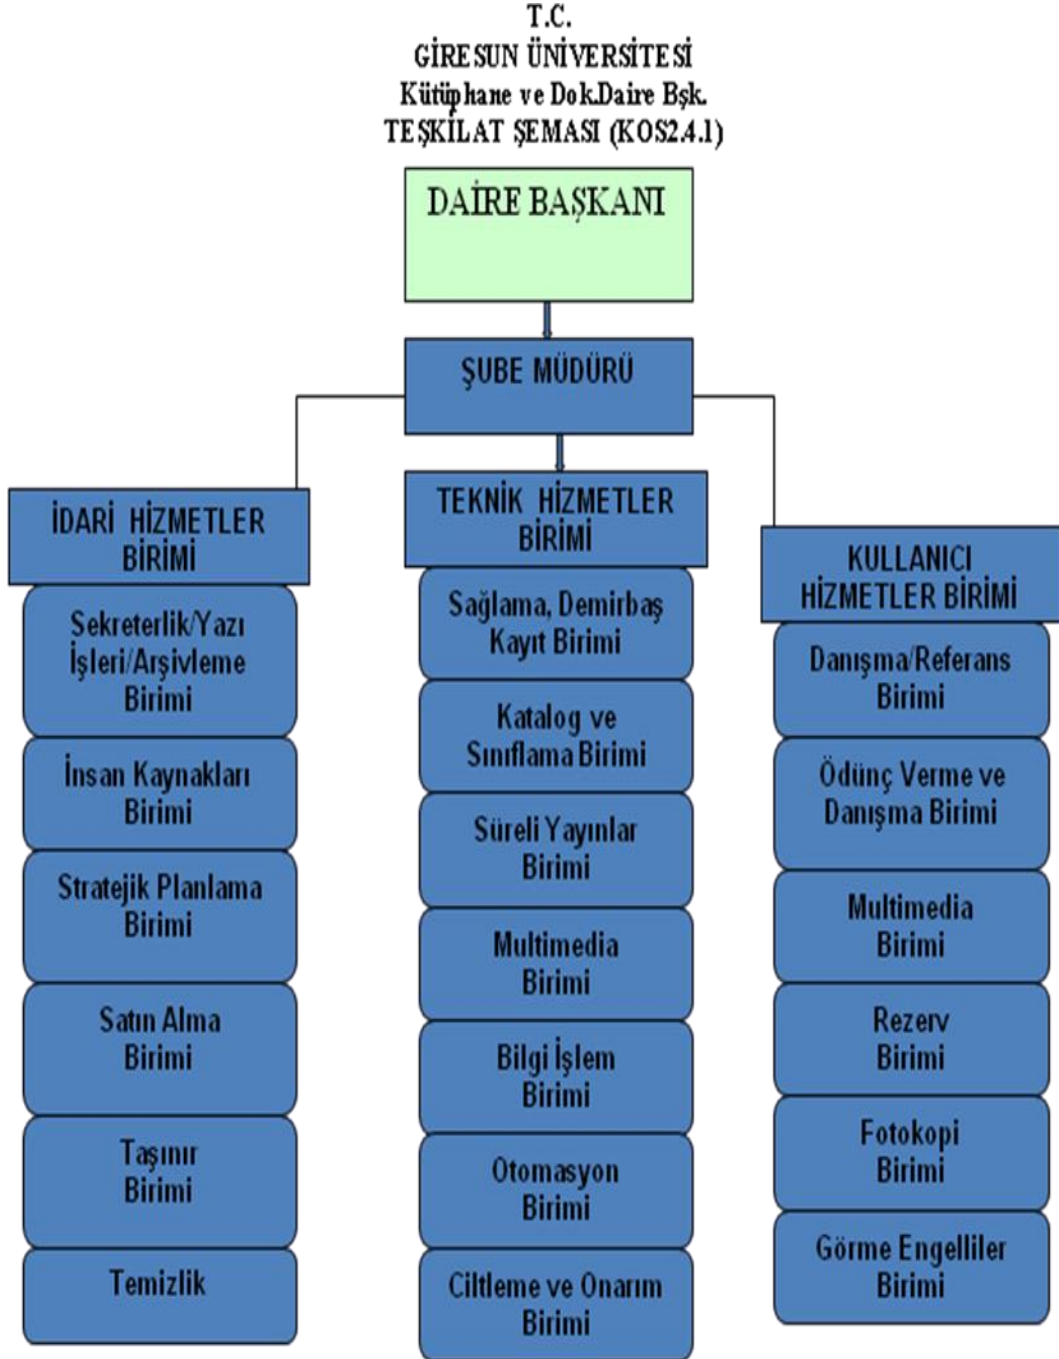 T.C.
GİRESUN ÜNİVERSİTESİ
Kütüphane ve Dok.Daire Bşk.
TEŞKİLAT ŞEMASI (KOS2.4.1)
DAİRE BAŞKANI
ŞUBE MÜDÜRÜ
İDARİ HİZMETLER
BİRİMİ
Sekreterlik/Yazı
İşleri/Arşivleme
Birimi
İnsan Kaynakları
Birimi
Stratejik Planlama
Birimi
Satın Alma
Birimi
Taşınır
Birimi
Temizlik
TEKNİK HİZMETLER
BİRİMİ
Sağlama, Demirbaş
Kayıt Birimi
Katalog ve
Sınıflama Birimi
Süreli Yayınlar
Birimi
Multimedia
Birimi
Bilgi İşlem
Birimi
Otomasyon
Birimi
Ciltleme ve Onarım
Birimi
KULLANICI
HİZMETLER BİRİMİ
Danışma/Referans
Birimi
Ödünç Verme ve
Danışma Birimi
Multimedia
Birimi
Rezerv
Birimi
Fotokopi
Birimi
Görme Engelliler
Birimi